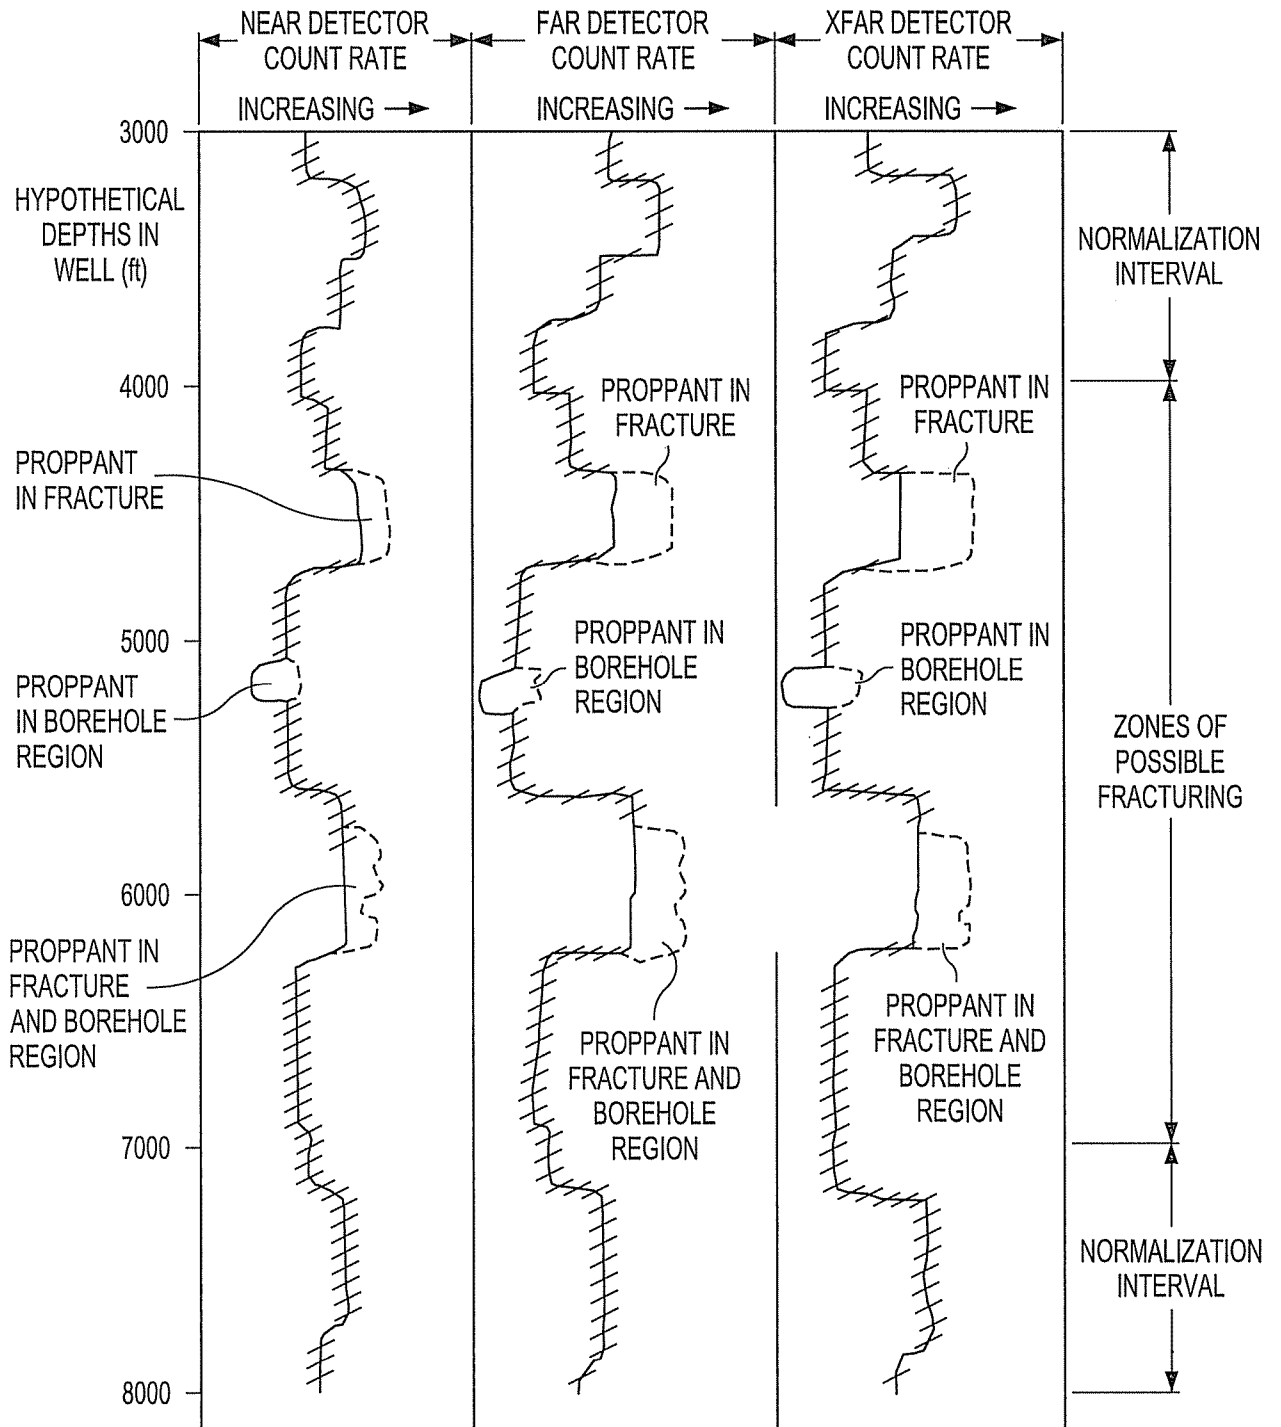 NEAR DETECTOR
COUNT RATE
FAR DETECTOR
COUNT RATE
XFAR DETECTOR
COUNT RATE
INCREASING
INCREASING
INCREASING
3000
HYPOTHETICAL
DEPTHS IN
WELL (ft)
NORMALIZATION
INTERVAL
4000
PROPPANT IN
FRACTURE
PROPPANT IN
FRACTURE
PROPPANT
IN FRACTURE
5000
PROPPANT IN
BOREHOLE
REGION
PROPPANT IN
BOREHOLE
REGION
PROPPANT
IN BOREHOLE
REGION
ZONES OF
POSSIBLE
FRACTURING
6000
PROPPANT IN
FRACTURE
AND BOREHOLE
REGION
PROPPANT IN
FRACTURE AND
BOREHOLE
REGION
PROPPANT IN
FRACTURE AND
BOREHOLE
REGION
7000
NORMALIZATION
INTERVAL
8000